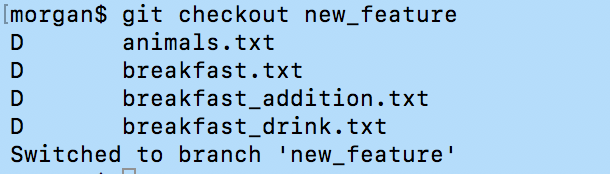 [morgan$ git checkout new_feature
D       animals.txt
D       breakfast.txt
D       breakfast_addition.txt
D       breakfast_drink.txt
Switched to branch 'new_feature'